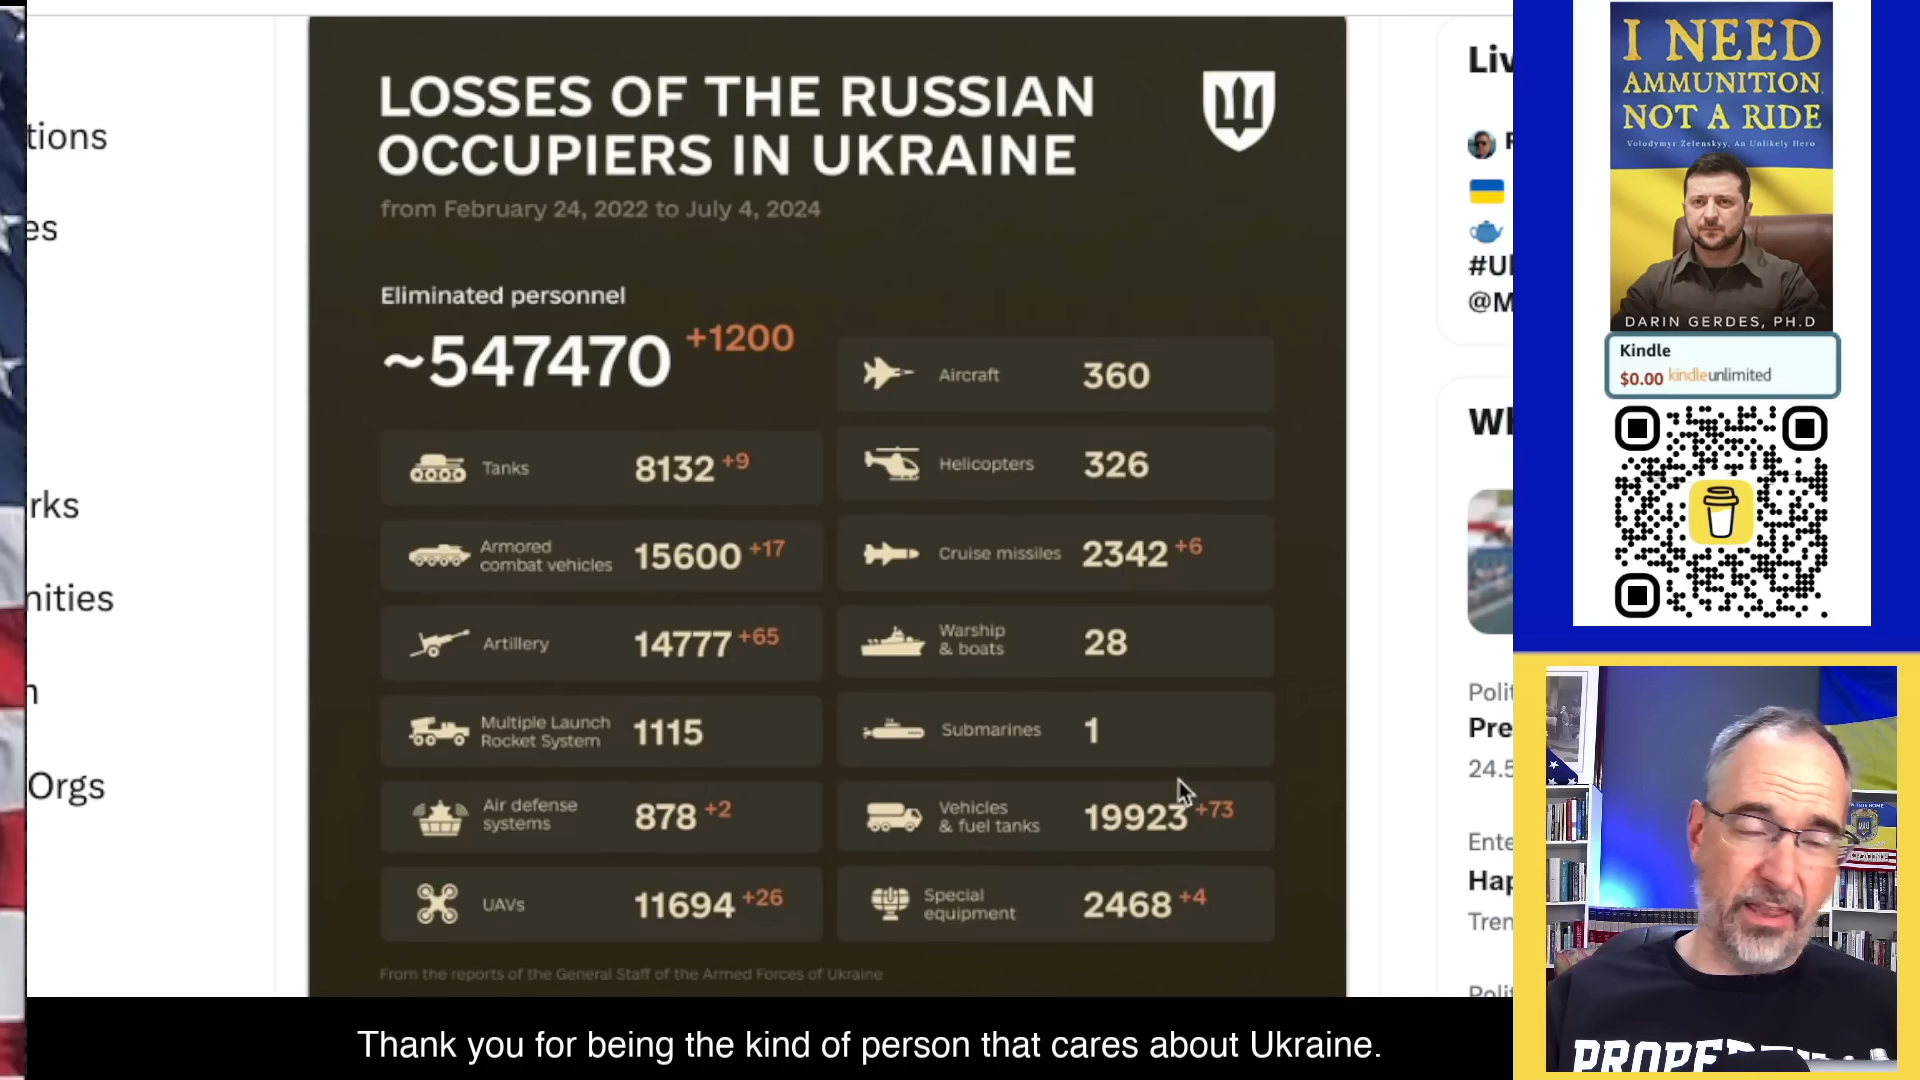 tions
es
rks
nities
Orgs
LOSSES OF THE RUSSIAN
OCCUPIERS IN UKRAINE
from February 24, 2022 to July 4, 2024
Eliminated personnel
~547470 +1200
Tanks 8132 +9
Armored
combat vehicles 15600 +17
Artillery 14777 +65
Multiple Launch
Rocket System 1115
Air defense
systems 878 +2
UAVs 11694 +26
Aircraft 360
Helicopters 326
Cruise missiles 2342 +6
Warship
& boats 28
Submarines 1
Vehicles
& fuel tanks 19923 +73
Special
equipment 2468 +4
From the reports of the General Staff of the Armed Forces of Ukraine
Liv
#Ul
@M
Wh
Polit
Pre
24.5
Ente
Hap
Tren
Polit
I NEED
AMMUNITION,
NOT A RIDE
Volodymyr Zelenskyy, An Unlikely Hero
DARIN GERDES, PH.D
Kindle
$0.00 kindleunlimited
Thank you for being the kind of person that cares about Ukraine.